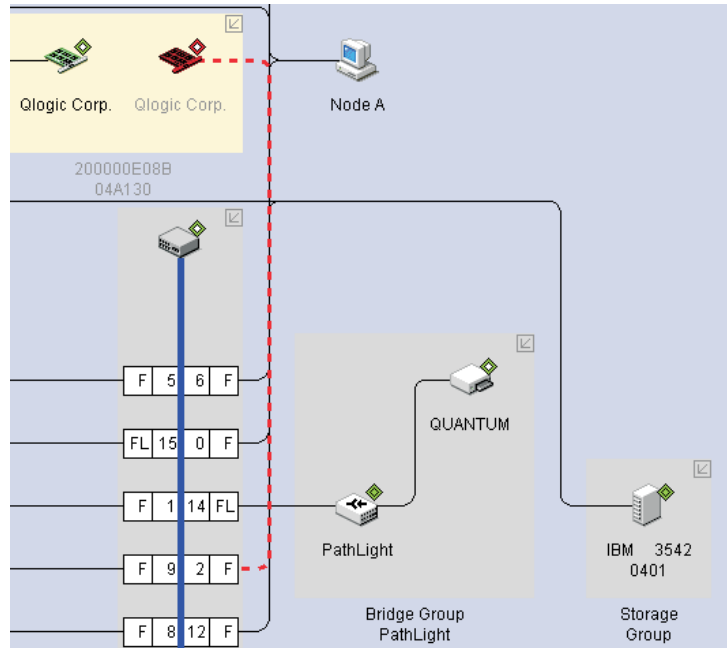 Qlogic Corp. Qlogic Corp.
Node A
200000E08B
04A130
F 5 6 F
QUANTUM
FL 15 0 F
F 1 14 FL
PathLight
IBM 3542
0401
F 9 2 F
Bridge Group
PathLight
Storage
Group
F 8 12 F